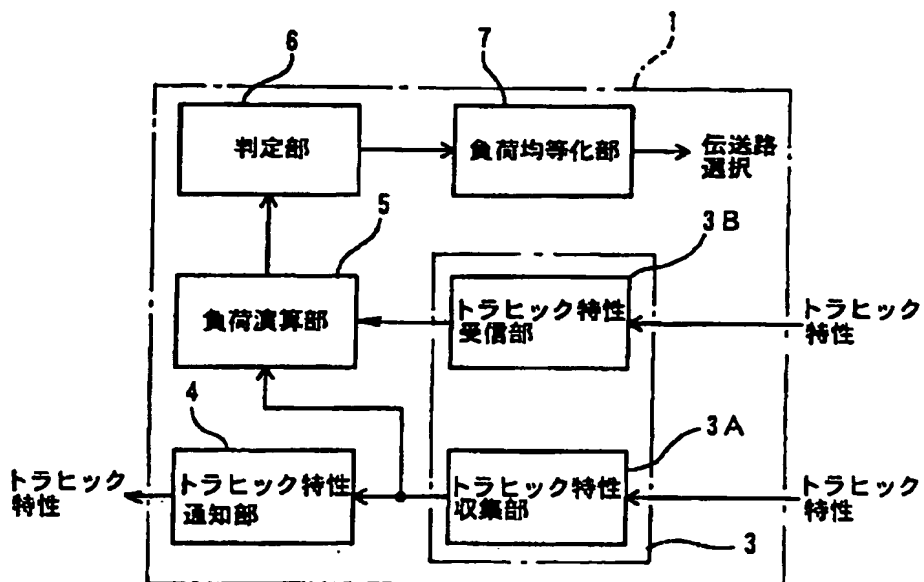 1
6
7
判定部
負荷均等化部
伝送路
選択
5
3B
負荷演算部
トラヒック特性
受信部
トラヒック
特性
4
3A
トラヒック
特性
トラヒック特性
通知部
トラヒック特性
収集部
トラヒック
特性
3